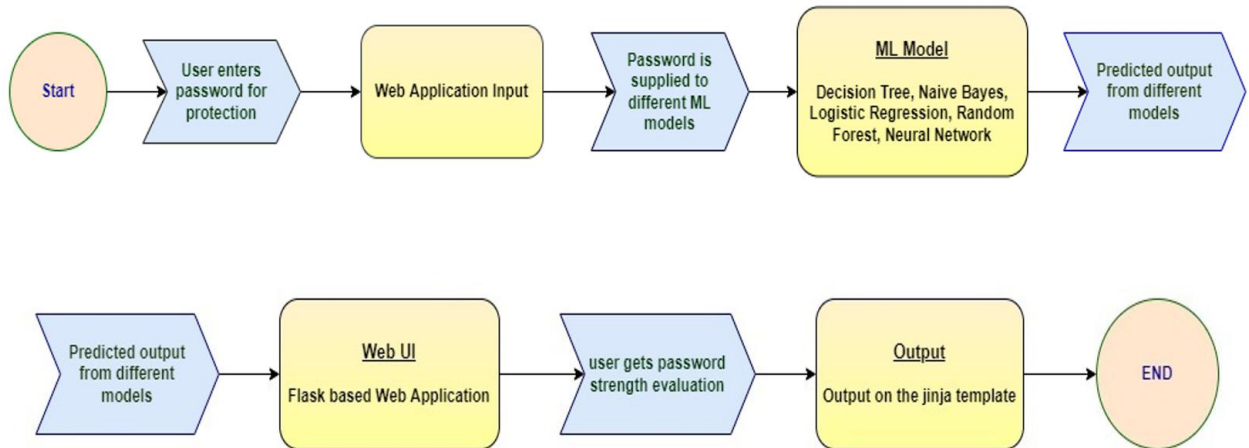 Start
User enters
password for
protection
Web Application Input
Password is
supplied to
different ML
models
ML Model
Decision Tree, Naive Bayes,
Logistic Regression, Random
Forest, Neural Network
Predicted output
from different
models
Predicted output
from different
models
Web UI
Flask based Web Application
user gets password
strength evaluation
Output
Output on the jinja template
END